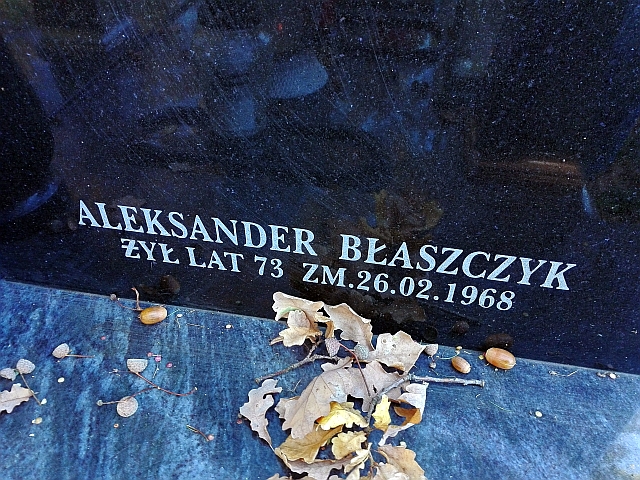 ALEKSANDER BŁASZCZYK
ŻYŁ LAT 73 ZM.26.02.1968